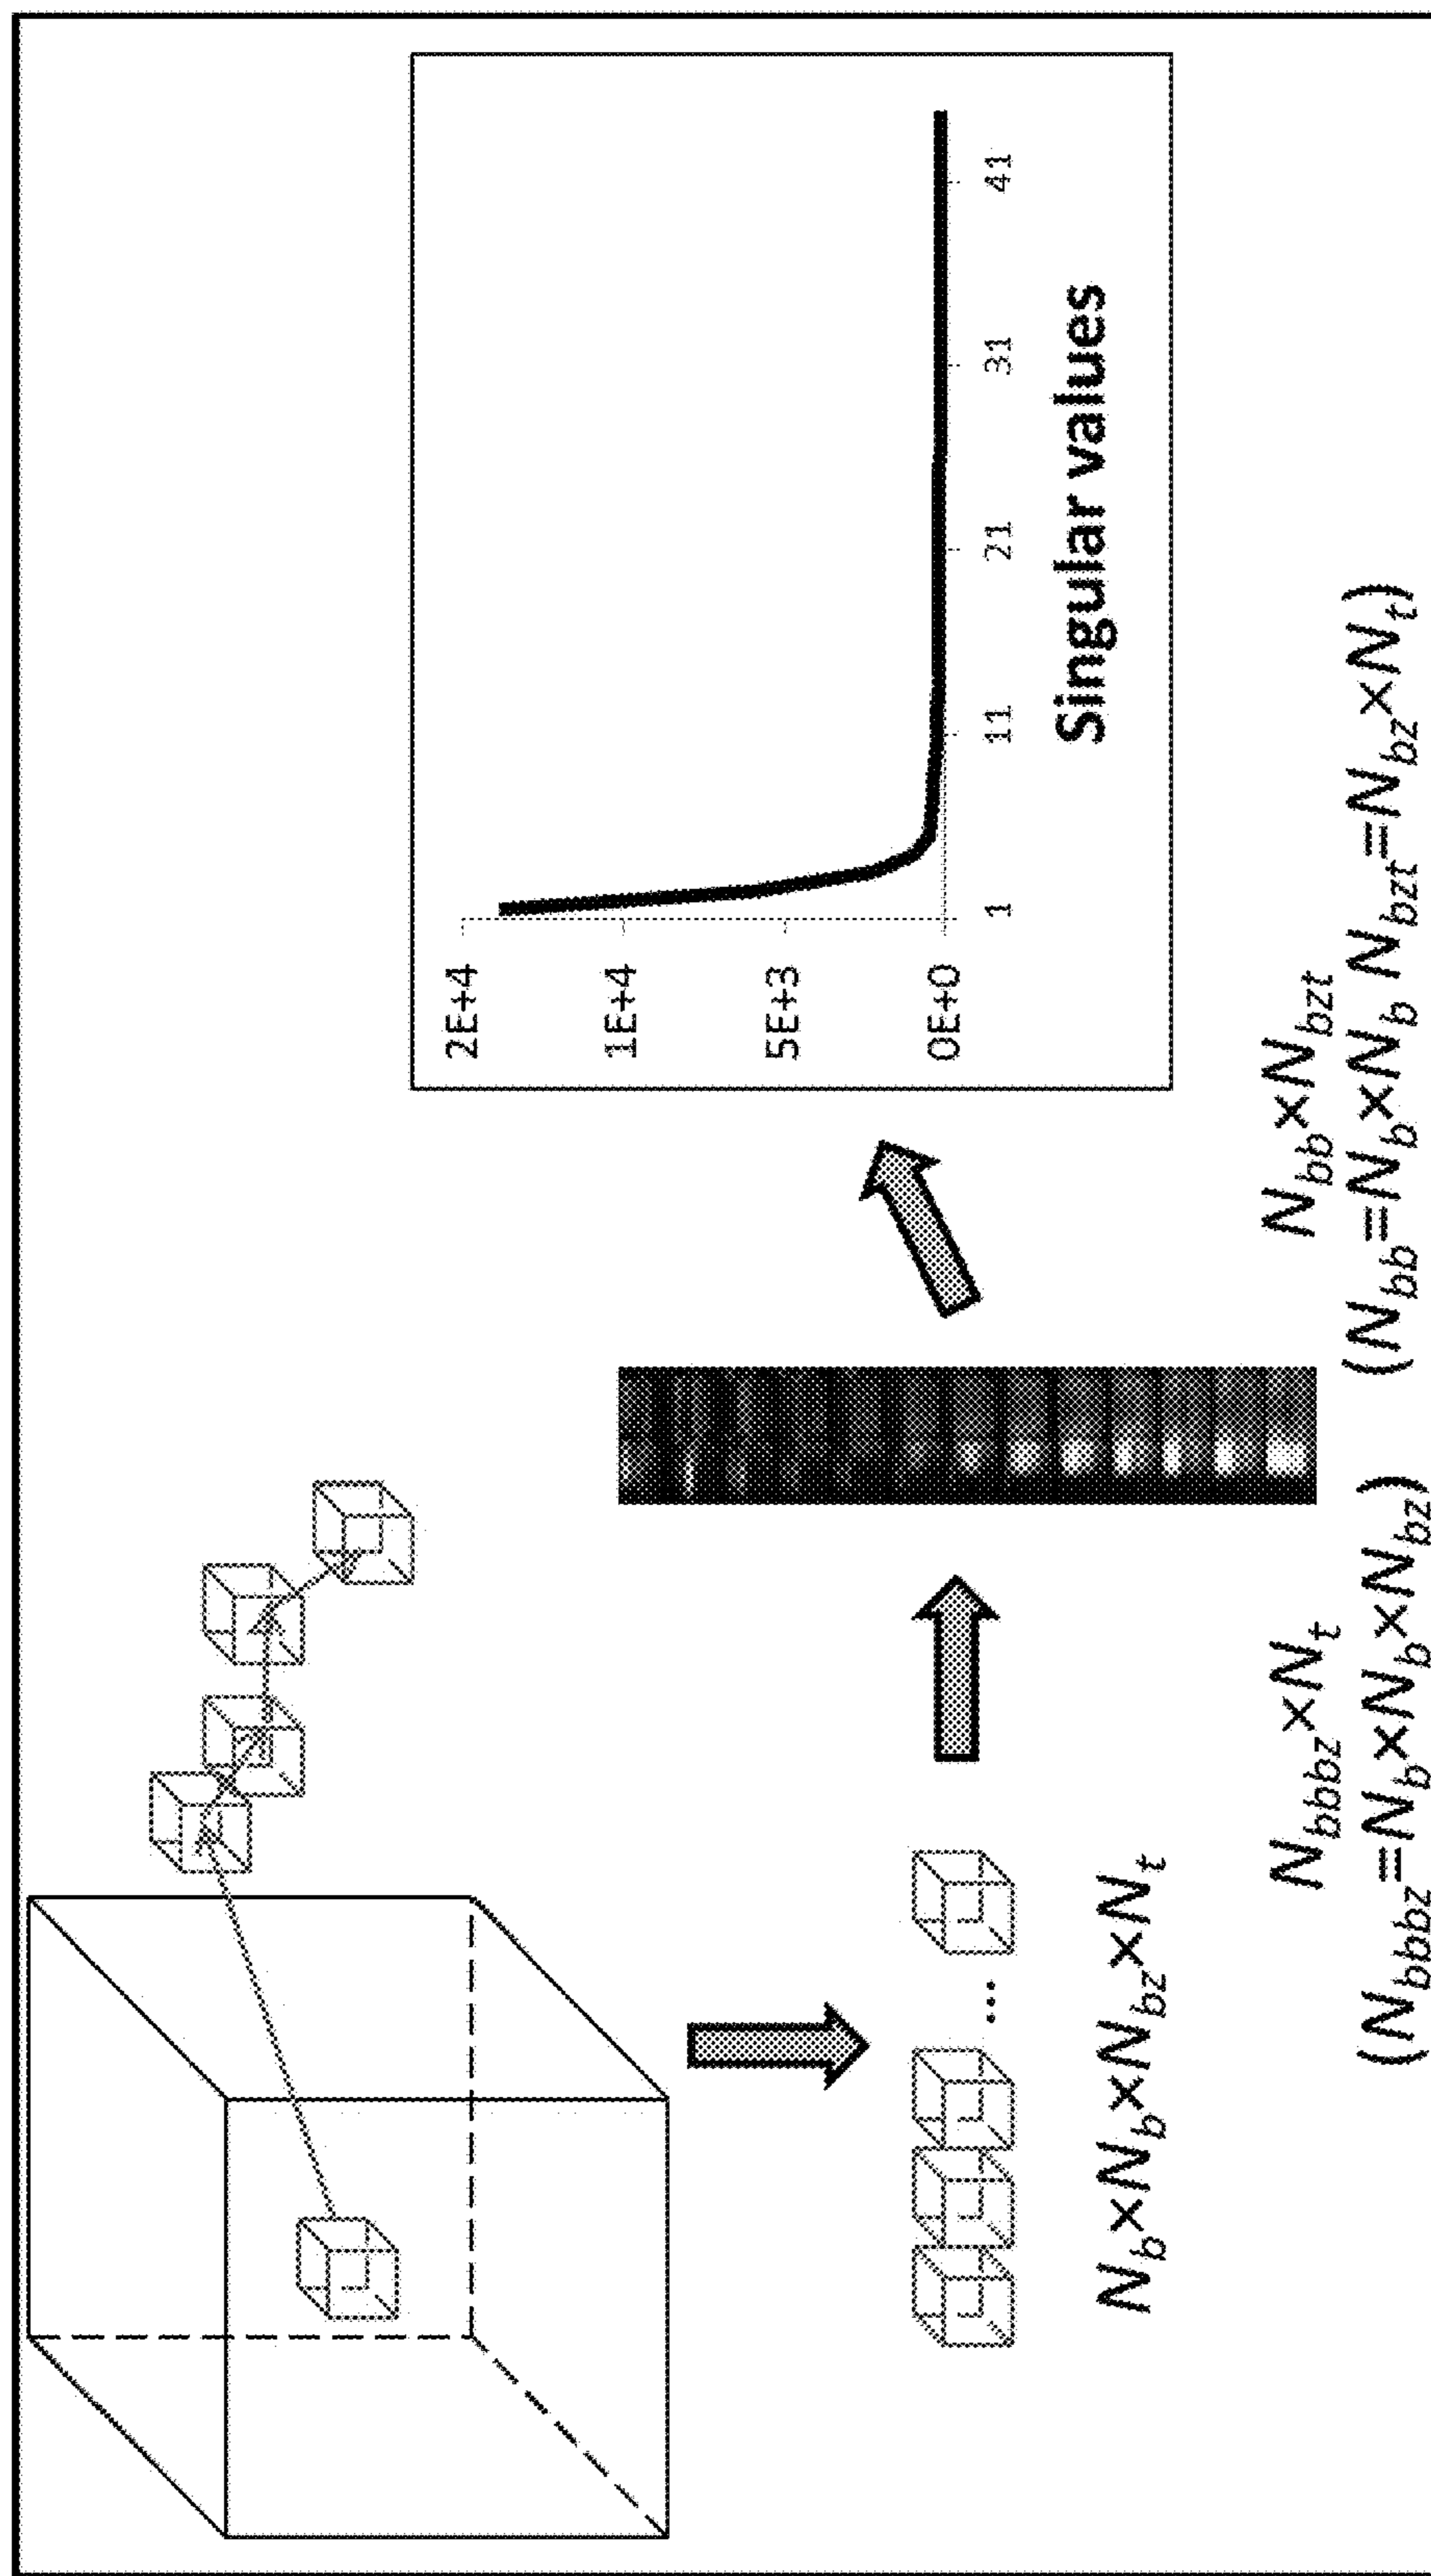 2E+4
1E+4
5E+3
0E+0
1 11 21 31 41
Singular values
...
N_b×N_b×N_bz×N_t
N_bbbz×N_t
(N_bbbz=N_b×N_b×N_bz)
N_bb×N_bzt
(N_bb=N_b×N_b N_bzt=N_bz×N_t)